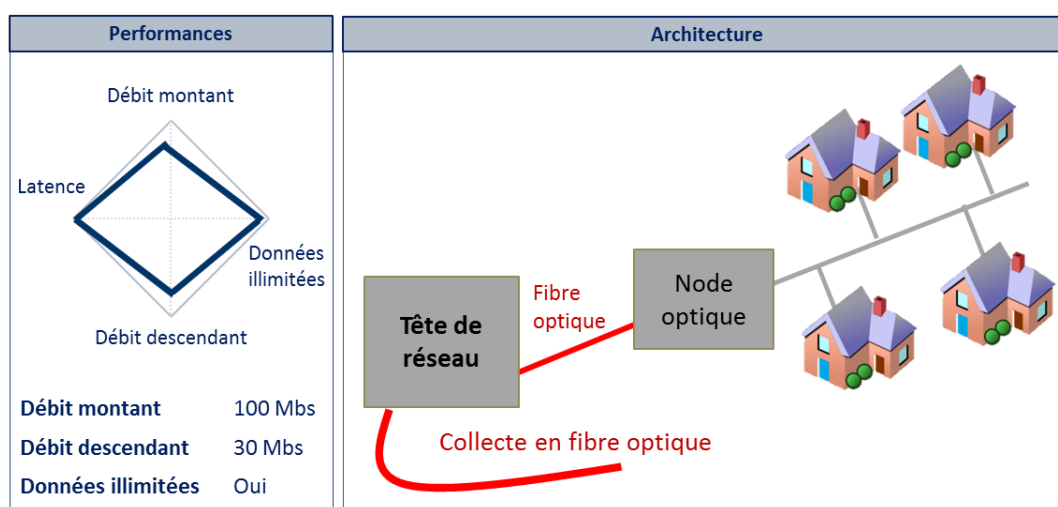 Performances
Débit montant
Latence
Données
illimitées
Débit descendant
Débit montant 100 Mbs
Débit descendant 30 Mbs
Données illimitées Oui
Architecture
Tête de
réseau
Fibre
optique
Node
optique
Collecte en fibre optique